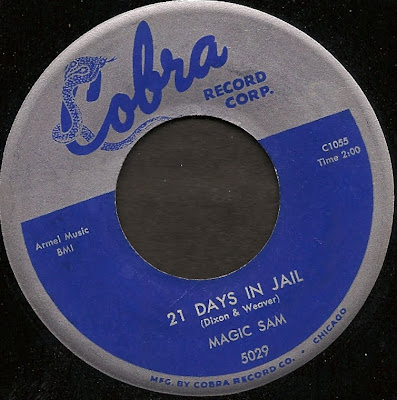 Cobra
RECORD
CORP.
C1055
Time 2:00
Armel Music
BMI
21 DAYS IN JAIL
(Dixon & Weaver)
MAGIC SAM
5029
MFG. BY COBRA RECORD CO. • CHICAGO